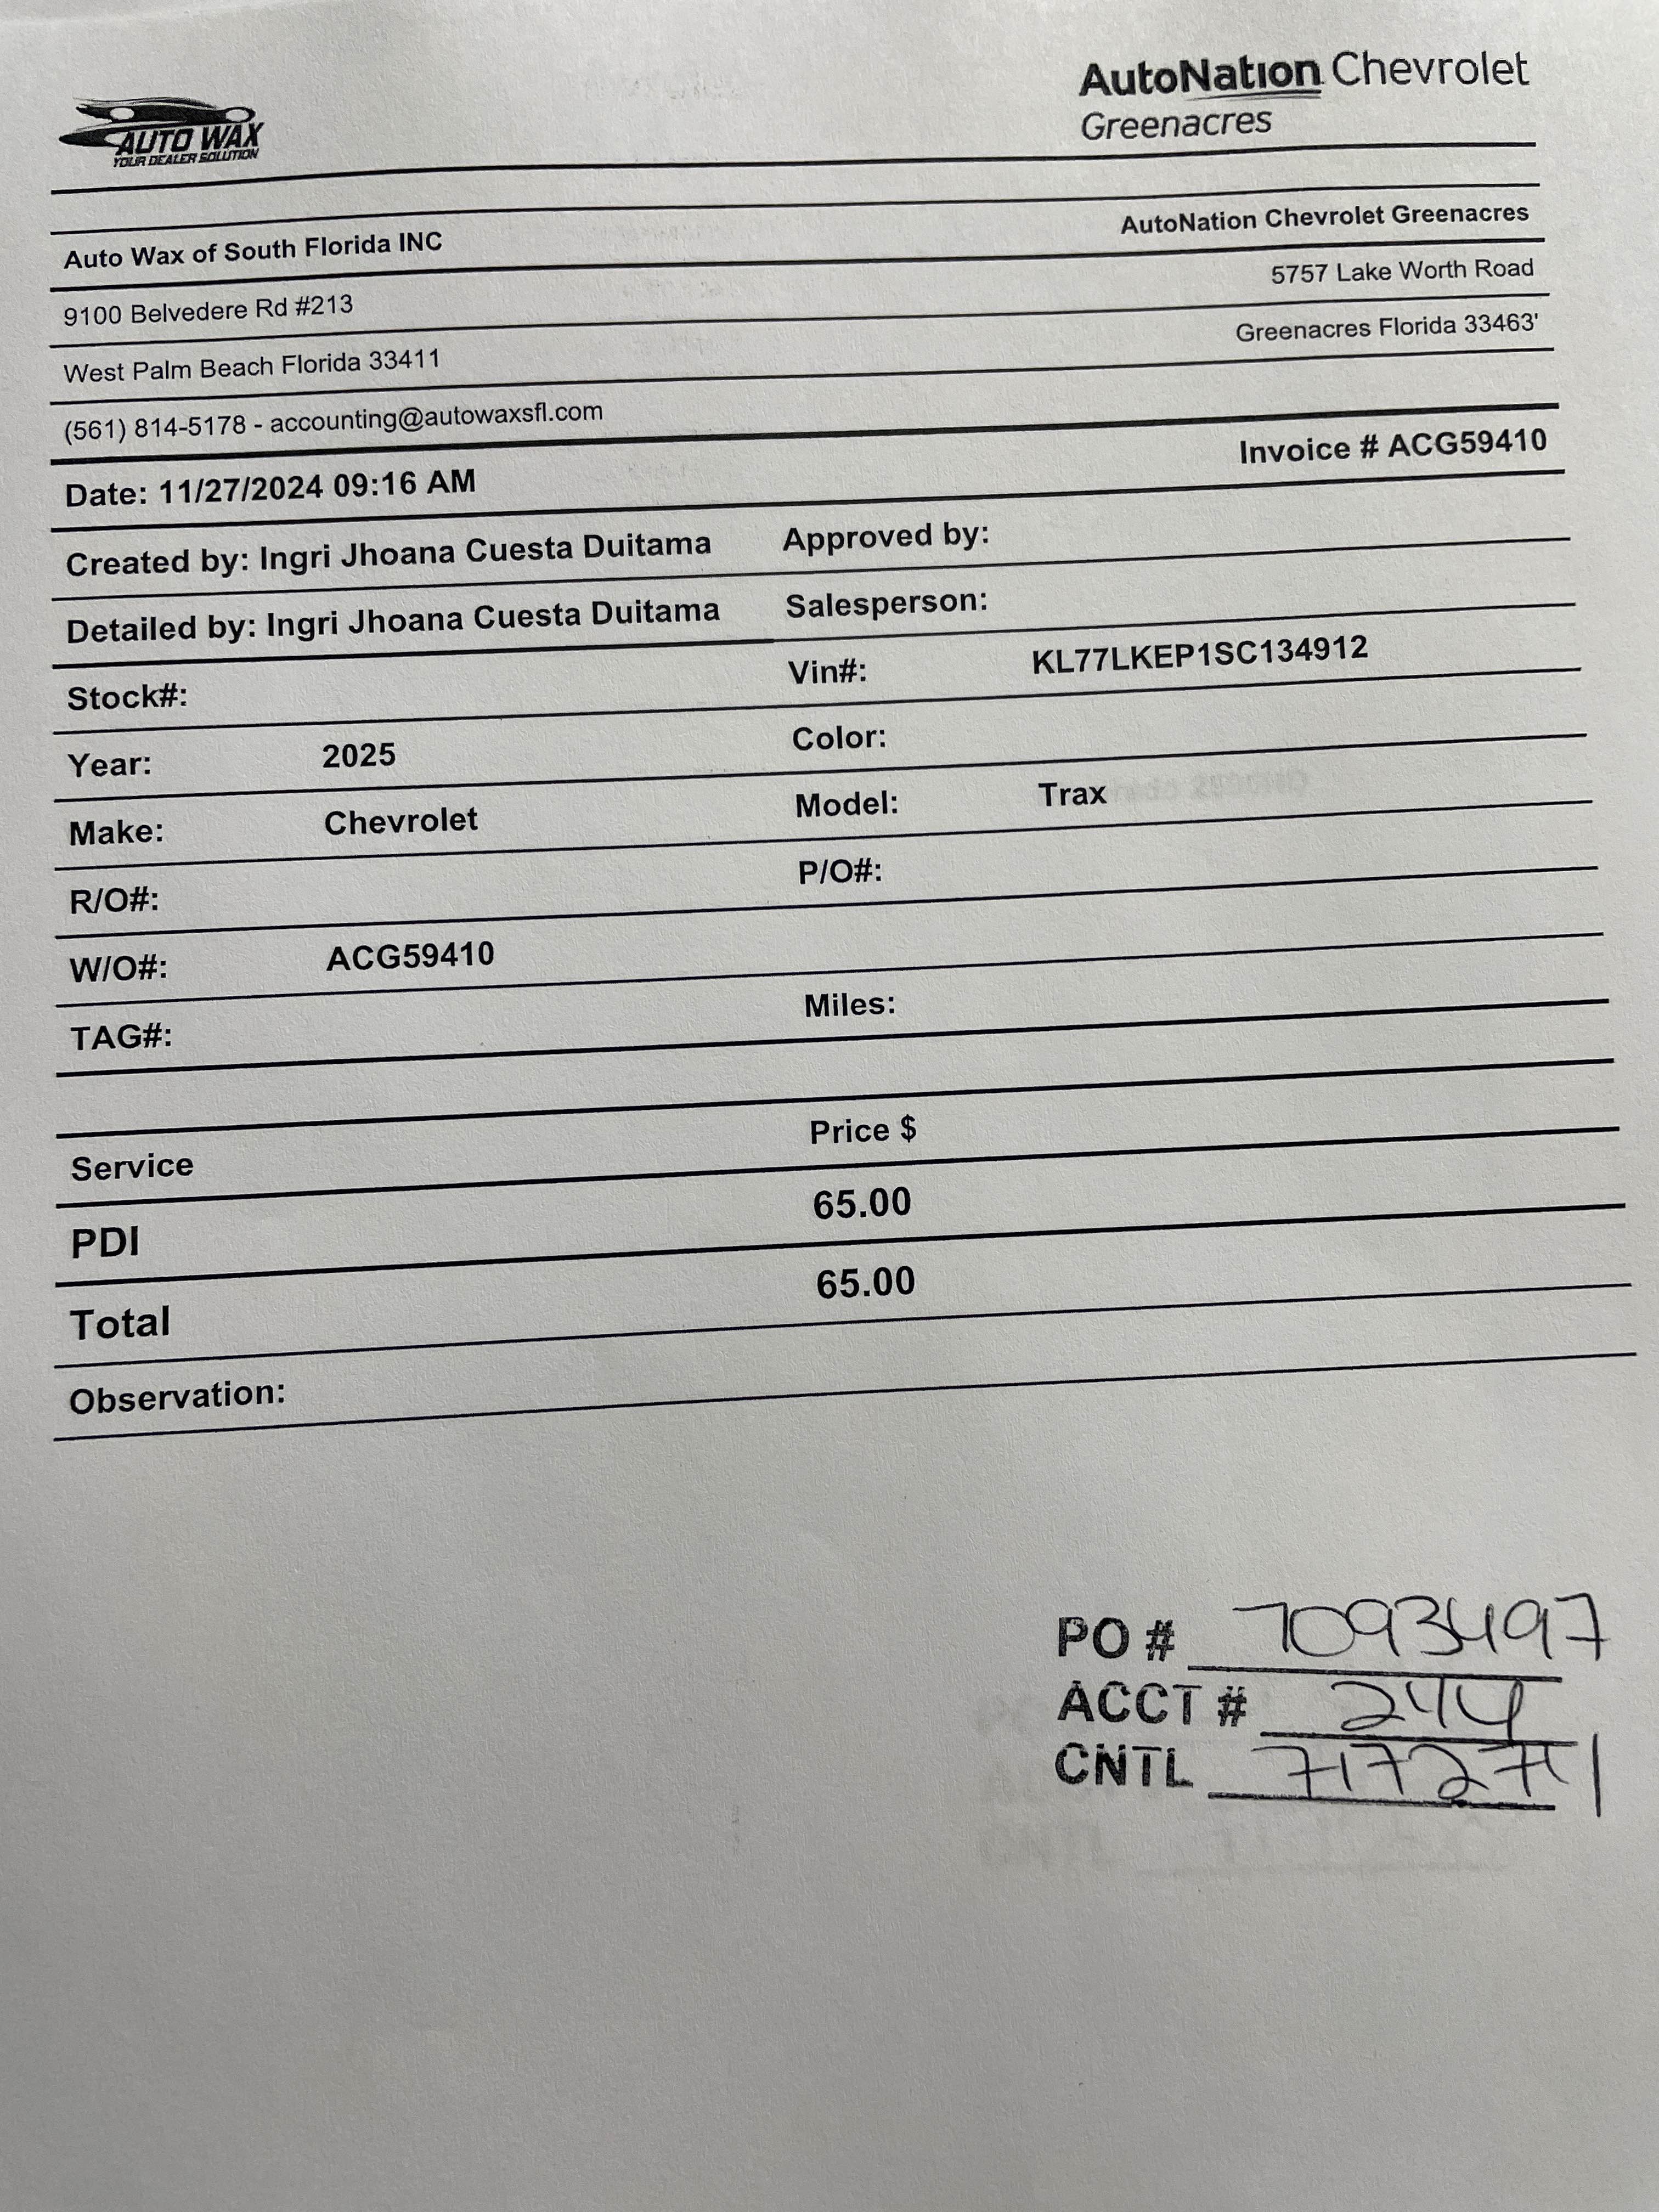 AUTO WAX
YOUR DEALER SOLUTION
AutoNation Chevrolet
Greenacres
Auto Wax of South Florida INC AutoNation Chevrolet Greenacres
9100 Belvedere Rd #213 5757 Lake Worth Road
West Palm Beach Florida 33411 Greenacres Florida 33463'
(561) 814-5178 - accounting@autowaxsfl.com
Date: 11/27/2024 09:16 AM Invoice # ACG59410
Created by: Ingri Jhoana Cuesta Duitama Approved by:
Detailed by: Ingri Jhoana Cuesta Duitama Salesperson:
Stock#: Vin#: KL77LKEP1SC134912
Year: 2025 Color:
Make: Chevrolet Model: Trax
R/O#: P/O#:
W/O#: ACG59410
TAG#: Miles:
Service Price $
PDI 65.00
Total 65.00
Observation:
PO # 7093497
ACCT # 244
CNTL